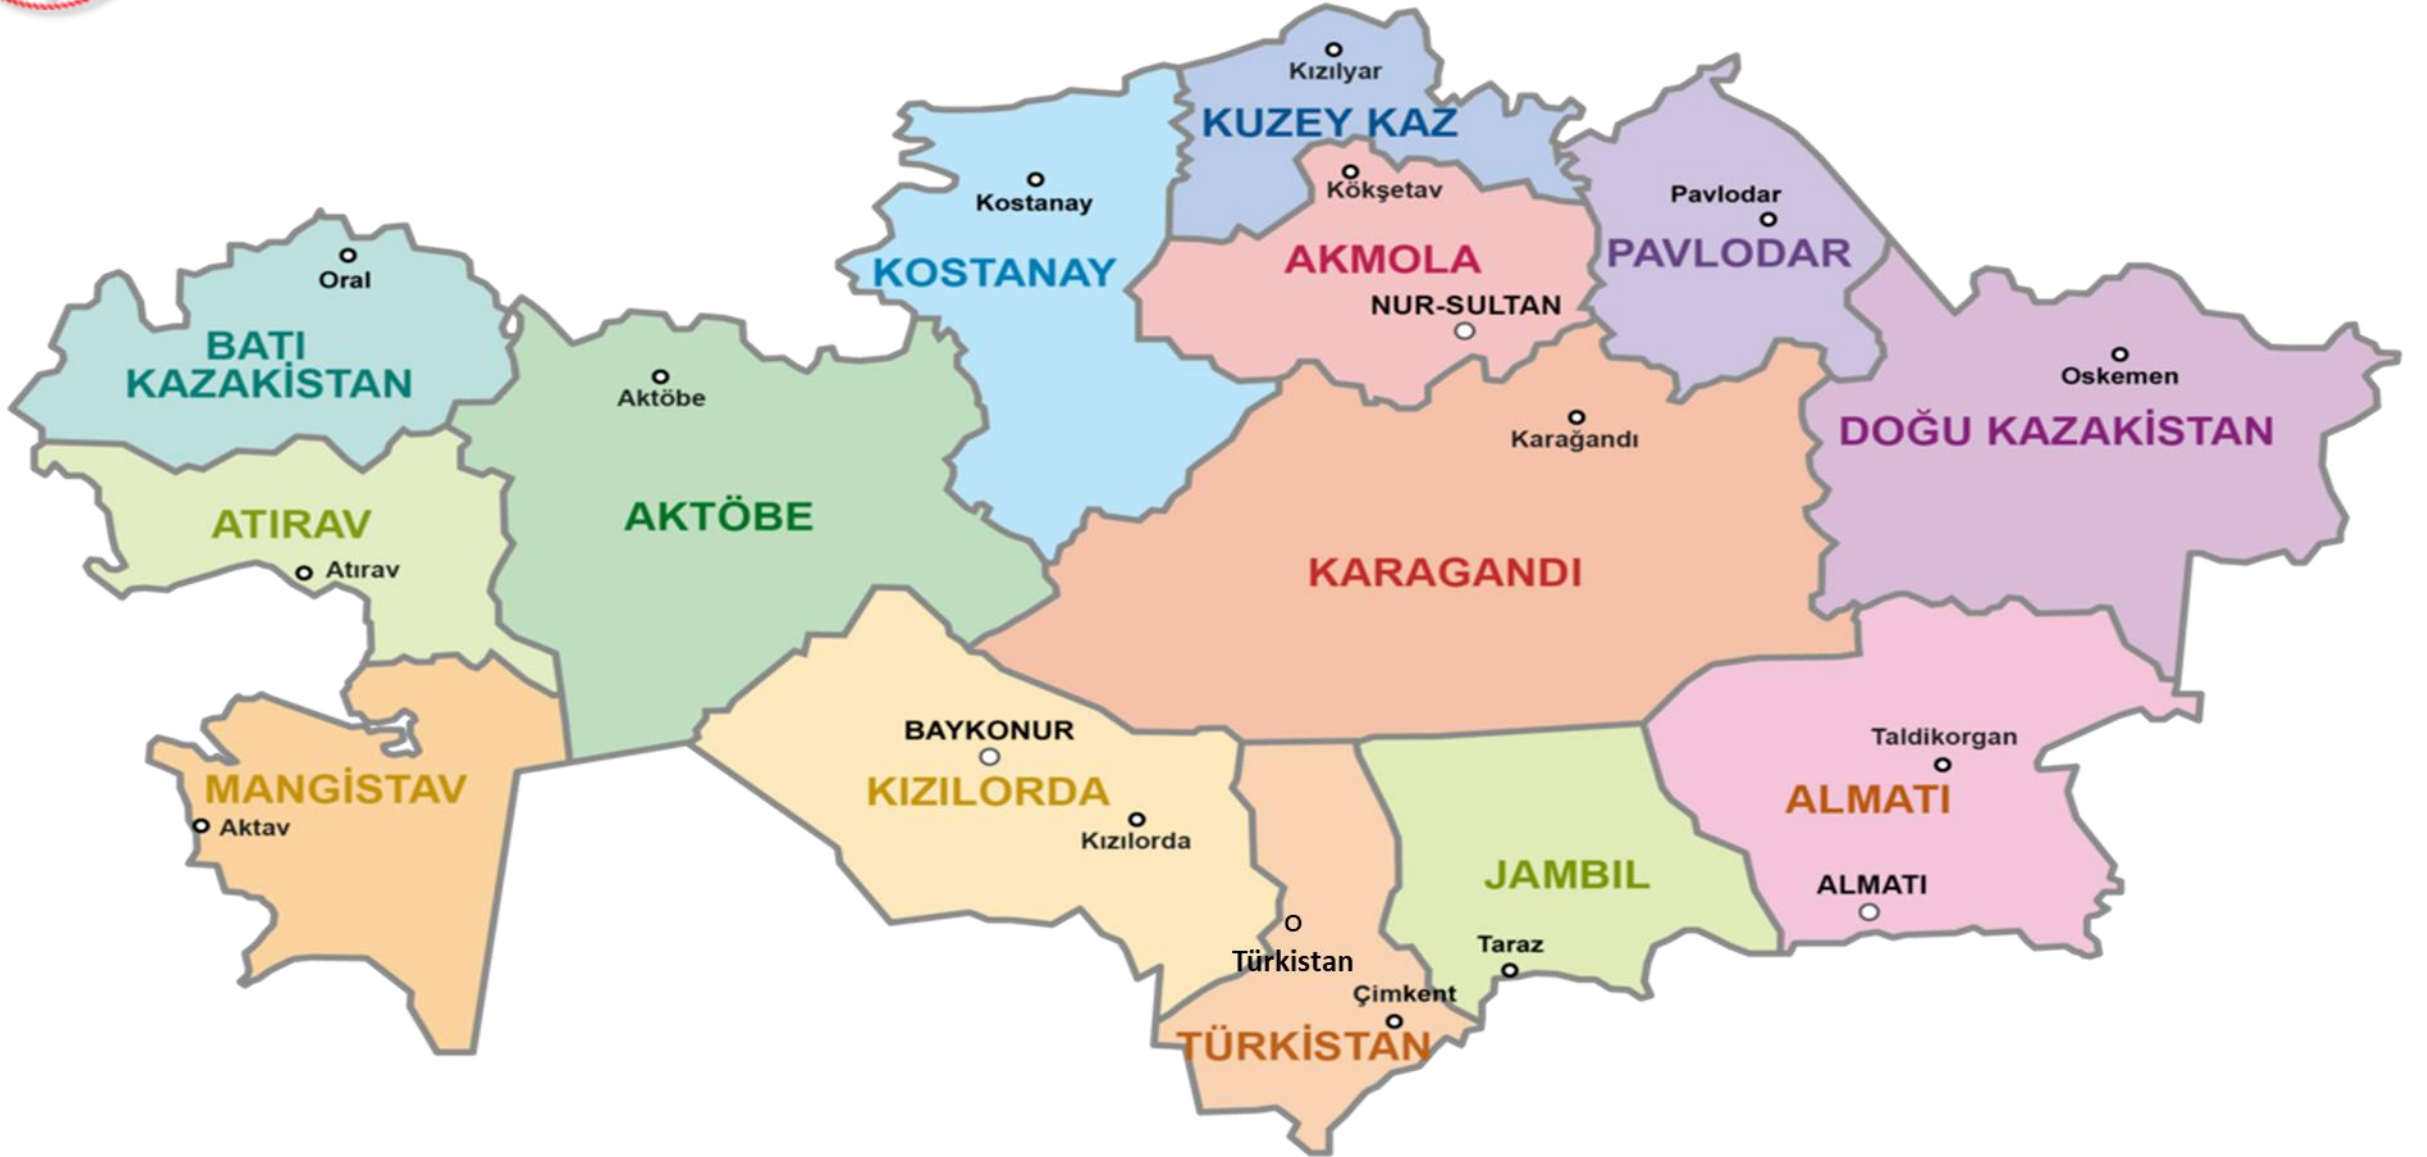 Kızılyar
KUZEY KAZ
Kostanay
KOSTANAY
Kökşetav
AKMOLA
NUR-SULTAN
Pavlodar
PAVLODAR
Oral
BATI
KAZAKİSTAN
Aktöbe
AKTÖBE
Oskemen
DOĞU KAZAKİSTAN
Karağandı
KARAGANDI
ATIRAV
Atırav
MANGİSTAV
Aktav
BAYKONUR
KIZILORDA
Kızılorda
Taldikorgan
ALMATI
ALMATI
JAMBIL
Taraz
Türkistan
Çimkent
TÜRKİSTAN